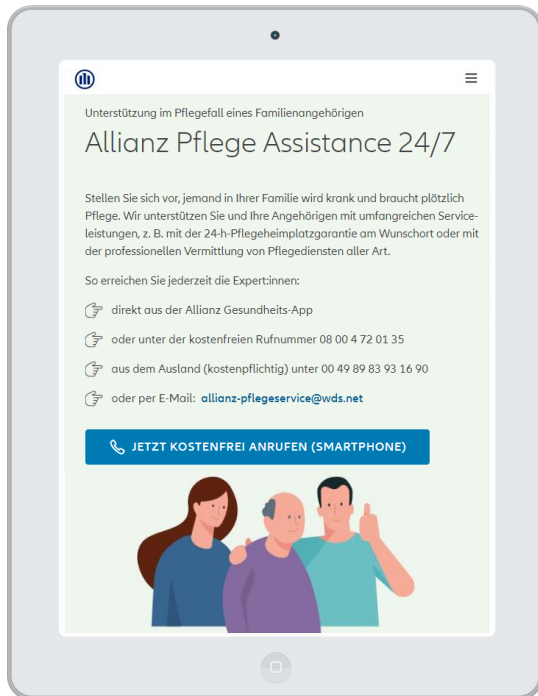 Unterstützung im Pflegefall eines Familienangehörigen
Allianz Pflege Assistance 24/7
Stellen Sie sich vor, jemand in Ihrer Familie wird krank und braucht plötzlich
Pflege. Wir unterstützen Sie und Ihre Angehörigen mit umfangreichen Service-
leistungen, z. B. mit der 24-h-Pflegeheimplatzgarantie am Wunschort oder mit
der professionellen Vermittlung von Pflegediensten aller Art.
So erreichen Sie jederzeit die Expert:innen:
direkt aus der Allianz Gesundheits-App
oder unter der kostenfreien Rufnummer 08 00 4 72 01 35
aus dem Ausland (kostenpflichtig) unter 00 49 89 83 93 16 90
oder per E-Mail: allianz-pflegeservice@wds.net
JETZT KOSTENFREI ANRUFEN (SMARTPHONE)